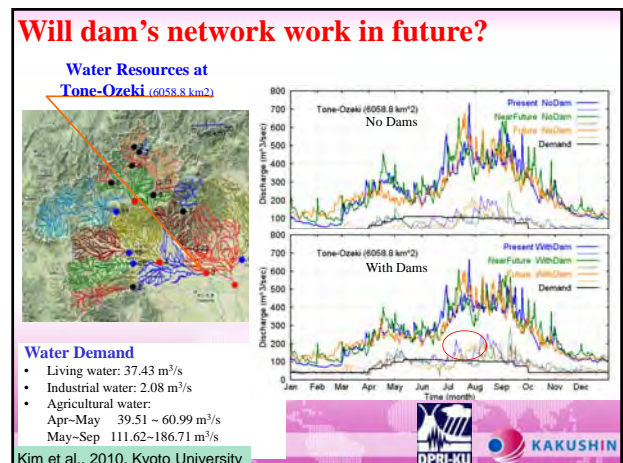 Will dam's network work in future?
Water Resources at
Tone-Ozeki (6058.8 km2)
800
700
600
500
400
300
200
100
Discharge (m^3/sec)
Tone-Ozeki (6058.8 km^2)
No Dams
Present NoDam
NearFuture NoDam
Future NoDam
Demand
800
700
600
500
400
300
200
100
0
Discharge (m^3/sec)
Tone-Ozeki (6058.8 km^2)
With Dams
Present WithDam
NearFuture WithDam
Future WithDam
Demand
Jan Feb Mar Apr May Jun Jul Aug Sep Oc Nov Dec
Time (month)
Water Demand
• Living water: 37.43 m3/s
• Industrial water: 2.08 m3/s
• Agricultural water:
Apr~May 39.51 ~ 60.99 m3/s
May~Sep 111.62~186.71 m3/s
Kim et al., 2010, Kyoto University
DPRI-KU
KAKUSHIN